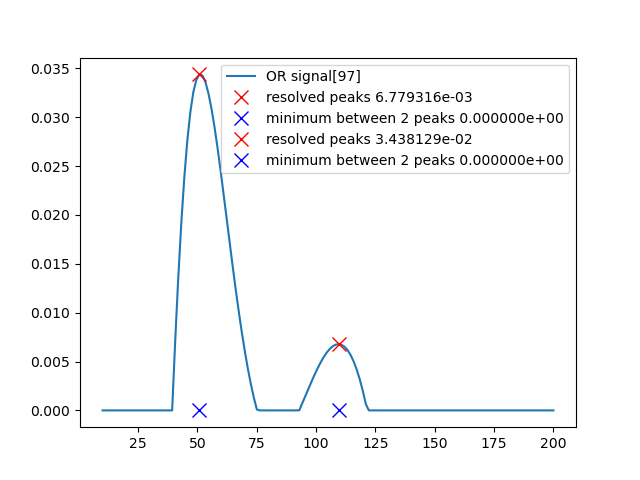 OR signal[97]
resolved peaks 6.779316e-03
minimum between 2 peaks 0.000000e+00
resolved peaks 3.438129e-02
minimum between 2 peaks 0.000000e+00
0.035
0.030
0.025
0.020
0.015
0.010
0.005
0.000
25 50 75 100 125 150 175 200